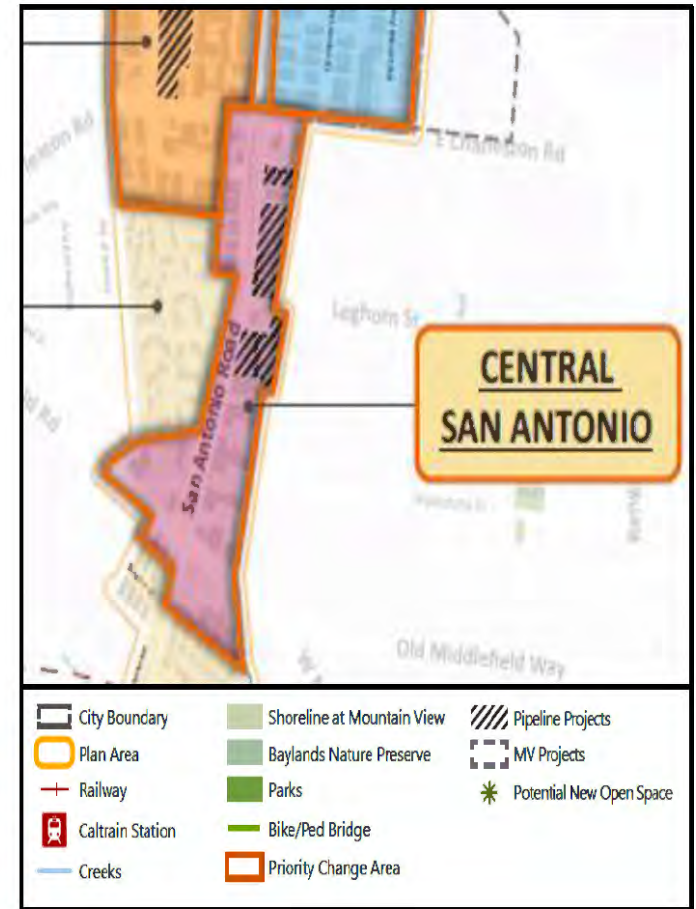 E Charleston Rd
Leghorn St
San Antonio Road
CENTRAL
SAN ANTONIO
Old Middlefield Way
City Boundary
Plan Area
Railway
Caltrain Station
Creeks
Shoreline at Mountain View
Baylands Nature Preserve
Parks
Bike/Ped Bridge
Priority Change Area
Pipeline Projects
MV Projects
Potential New Open Space